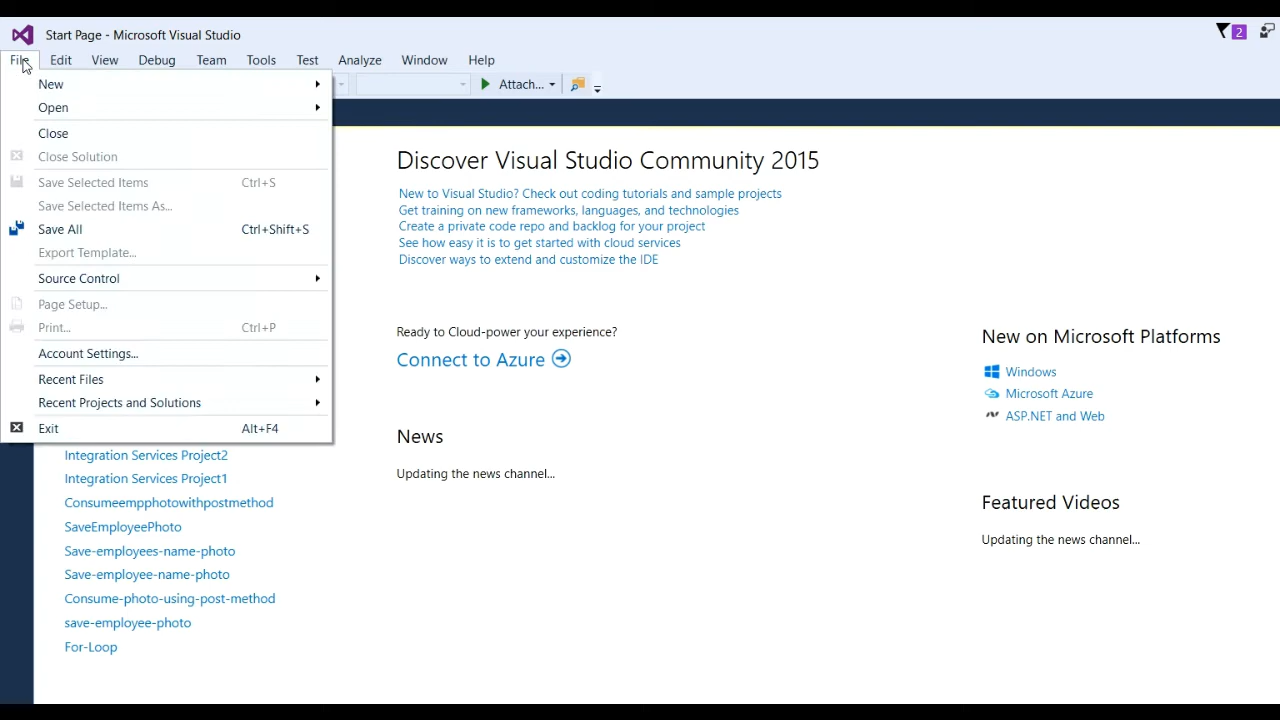 Start Page - Microsoft Visual Studio
2
File Edit View Debug Team Tools Test Analyze Window Help
Attach...
New
Open
Close
Close Solution
Save Selected Items Ctrl+S
Save Selected Items As...
Save All Ctrl+Shift+S
Export Template...
Source Control
Page Setup...
Print... Ctrl+P
Account Settings...
Recent Files
Recent Projects and Solutions
Exit Alt+F4
Integration Services Project2
Integration Services Project1
Consumeempphotowithpostmethod
SaveEmployeePhoto
Save-employees-name-photo
Save-employee-name-photo
Consume-photo-using-post-method
save-employee-photo
For-Loop
Discover Visual Studio Community 2015
New to Visual Studio? Check out coding tutorials and sample projects
Get training on new frameworks, languages, and technologies
Create a private code repo and backlog for your project
See how easy it is to get started with cloud services
Discover ways to extend and customize the IDE
Ready to Cloud-power your experience?
Connect to Azure
News
Updating the news channel...
New on Microsoft Platforms
Windows
Microsoft Azure
ASP.NET and Web
Featured Videos
Updating the news channel...